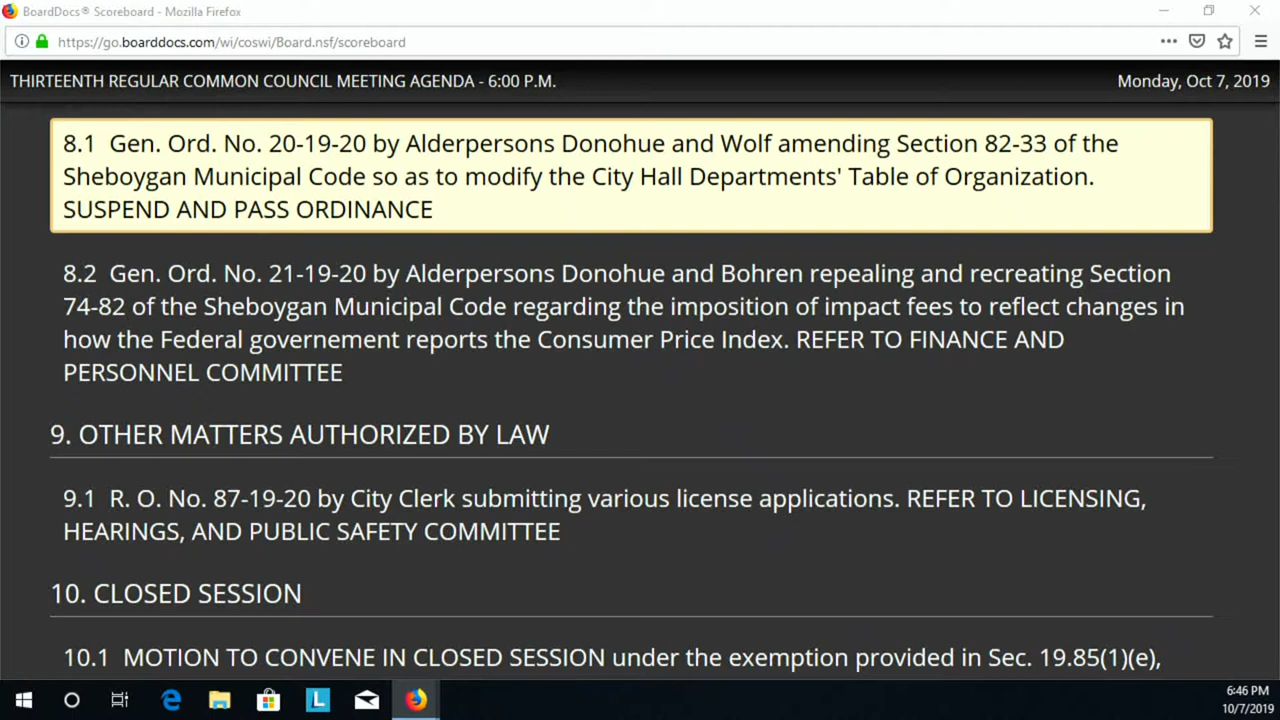 BoardDocs® Scoreboard - Mozilla Firefox
https://go.boarddocs.com/wi/coswi/Board.nsf/scoreboard
THIRTEENTH REGULAR COMMON COUNCIL MEETING AGENDA - 6:00 P.M. Monday, Oct 7, 2019
8.1 Gen. Ord. No. 20-19-20 by Alderpersons Donohue and Wolf amending Section 82-33 of the
Sheboygan Municipal Code so as to modify the City Hall Departments' Table of Organization.
SUSPEND AND PASS ORDINANCE
8.2 Gen. Ord. No. 21-19-20 by Alderpersons Donohue and Bohren repealing and recreating Section
74-82 of the Sheboygan Municipal Code regarding the imposition of impact fees to reflect changes in
how the Federal governement reports the Consumer Price Index. REFER TO FINANCE AND
PERSONNEL COMMITTEE
9. OTHER MATTERS AUTHORIZED BY LAW
9.1 R. O. No. 87-19-20 by City Clerk submitting various license applications. REFER TO LICENSING,
HEARINGS, AND PUBLIC SAFETY COMMITTEE
10. CLOSED SESSION
10.1 MOTION TO CONVENE IN CLOSED SESSION under the exemption provided in Sec. 19.85(1)(e),
L
6:46 PM
10/7/2019